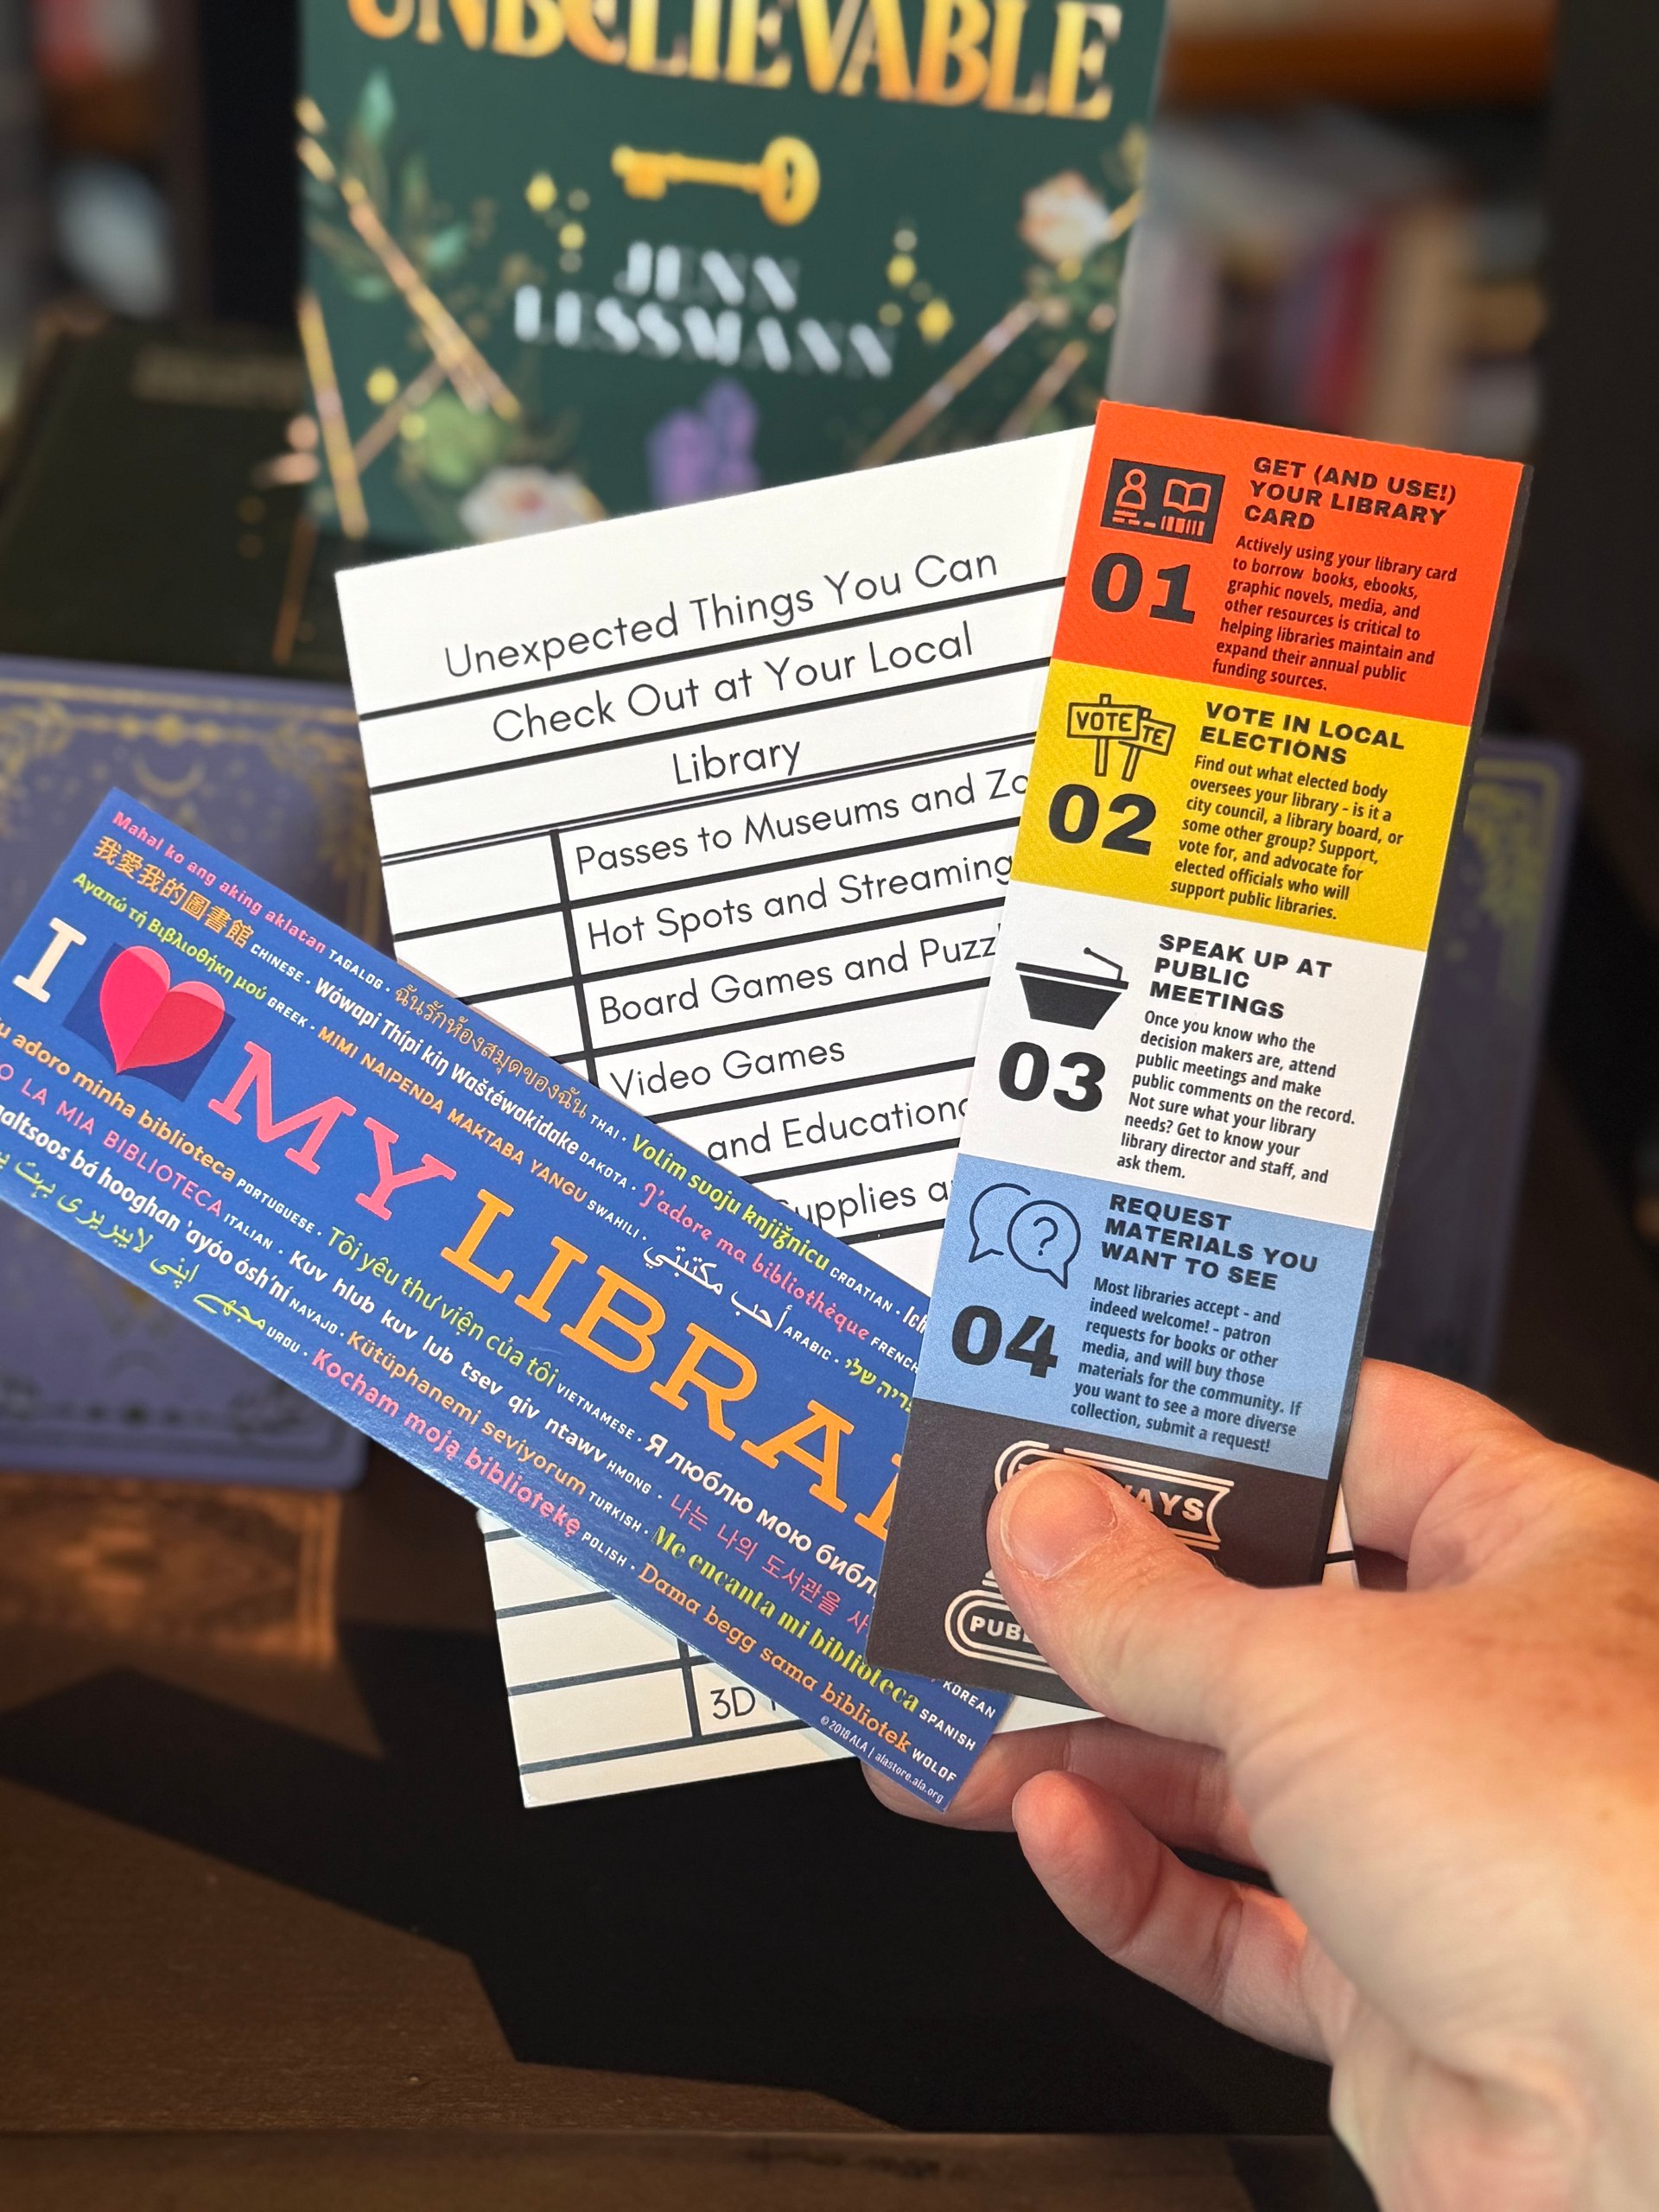 UNBELIEVABLE
JENN
LESSMANN
Unexpected Things You Can
Check Out at Your Local
Library
Passes to Museums and
Hot Spots and Streaming
Board Games and
Video Games
and
3D
GET (AND USE!)
YOUR LIBRARY
CARD
01
Actively using your library card
to borrow books, ebooks,
graphic novels, media, and
other resources is critical to
helping libraries maintain and
expand their annual public
funding sources.
VOTE
VOTE IN LOCAL
ELECTIONS
02
Find out what elected body
oversees your library - is it a
city council, a library board, or
some other group? Support,
vote for, and advocate for
elected officials who will
support public libraries.
SPEAK UP AT
PUBLIC
MEETINGS
03
Once you know who the
decision makers are, attend
public meetings and make
public comments on the record.
Not sure what your library
needs? Get to know your
library director and staff, and
ask them.
REQUEST
MATERIALS YOU
WANT TO SEE
?
04
Most libraries accept - and
indeed welcome! - patron
requests for books or other
media, and will buy those
materials for the community. If
you want to see a more diverse
collection, submit a request!
Mahal ko ang aking aklatan TAGALOG · ฉันรักห้องสมุดของฉัน THAI · Volim svoju knjižnicu CROATIAN · Ich
我愛我的圖書館 CHINESE · Wówapi Thípi kiŋ Waštéwakidake DAKOTA · J'adore ma bibliothèque FRENCH
Αγαπώ τή Βιβλιοθήκη μού GREEK · MIMI NAIPENDA MAKTABA YANGU SWAHILI · أحب مكتبتي ARABIC ·
I MY
adoro minha biblioteca PORTUGUESE · Tôi yêu thư viện của tôi VIETNAMESE · Я люблю мою
LA MIA BIBLIOTECA ITALIAN · Kuv hlub kuv lub tsev qiv ntawv HMONG · 나는 나의 도서관을 KOREAN
bá hooghan 'ayóo ósh'ní NAVAJO · Kütüphanemi seviyorum TURKISH · Me encanta mi biblioteca SPANISH
مجھے اپنی لائبریری URDU · Kocham moją bibliotekę POLISH · Dama begg sama bibliotek WOLOF
©2018 ALA | alastore.ala.org